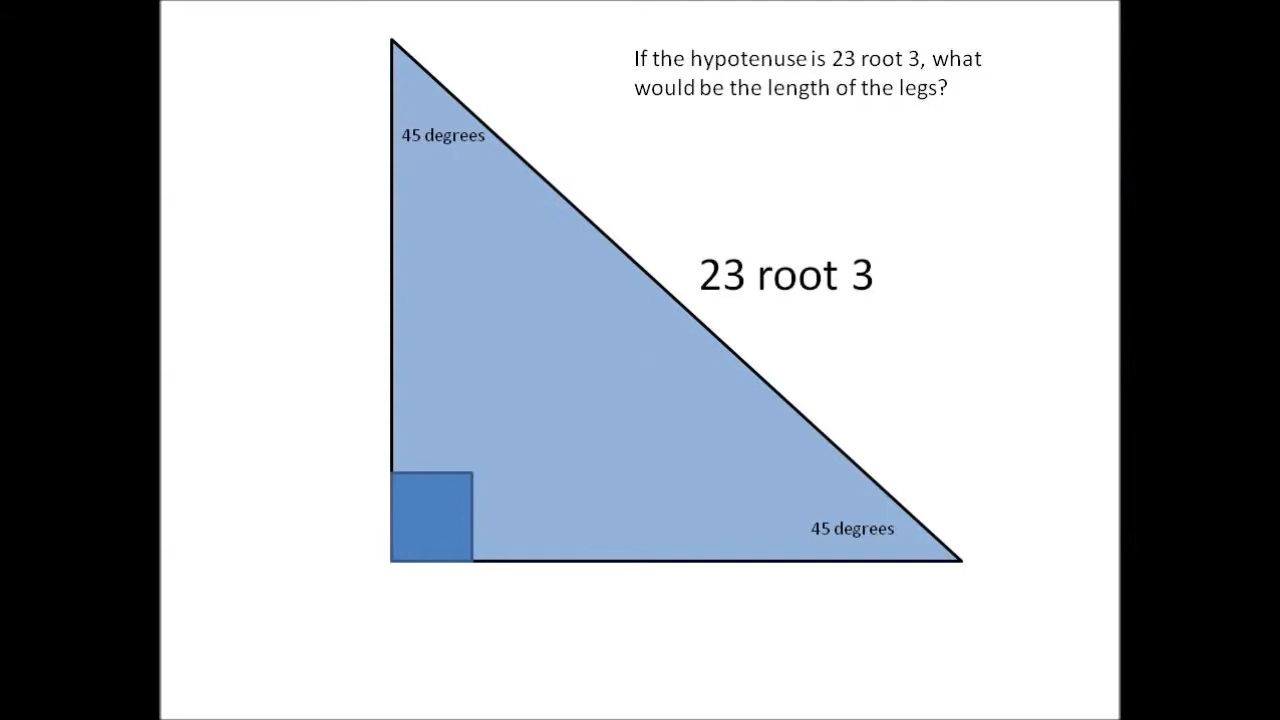 If the hypotenuse is 23 root 3, what
would be the length of the legs?
45 degrees
23 root 3
45 degrees